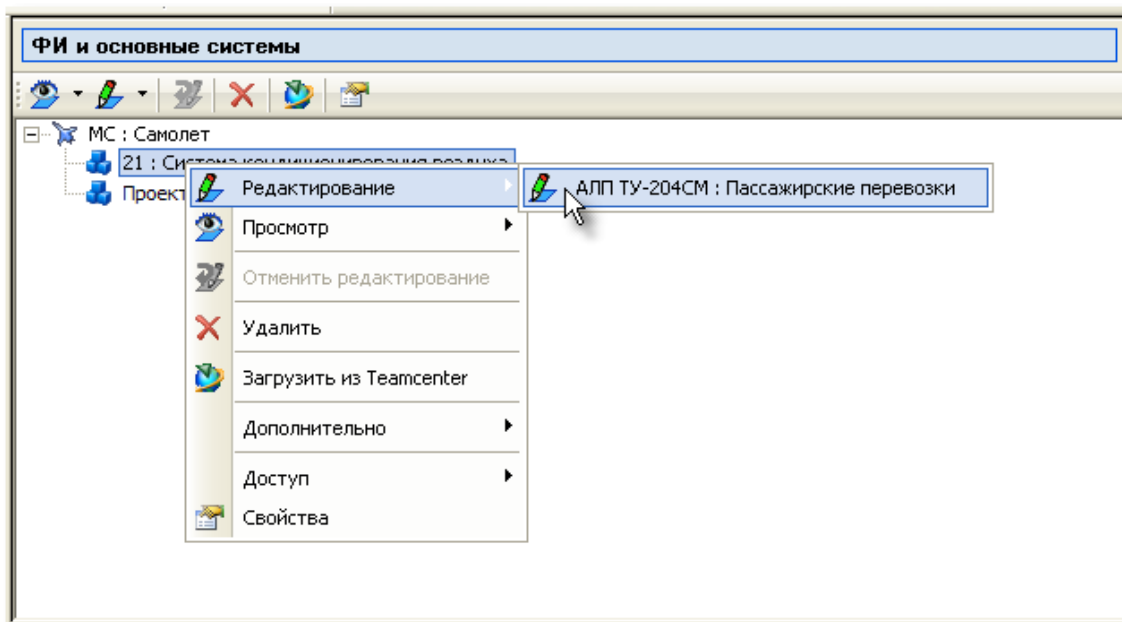 ФИ и основные системы
МС : Самолет
21 : Система кондиционирования воздуха
Проект
Редактирование
АЛП ТУ-204СМ : Пассажирские перевозки
Просмотр
Отменить редактирование
Удалить
Загрузить из Teamcenter
Дополнительно
Доступ
Свойства